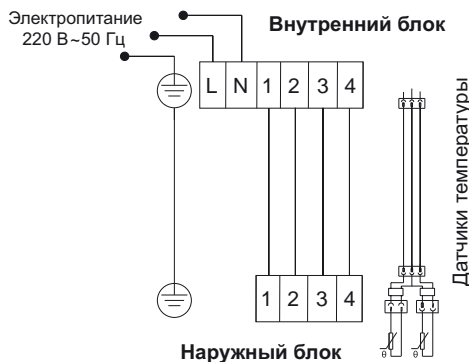 Электропитание
220 В~50 Гц
Внутренний блок
L N 1 2 3 4
Датчики температуры
1 2 3 4
θ θ
Наружный блок